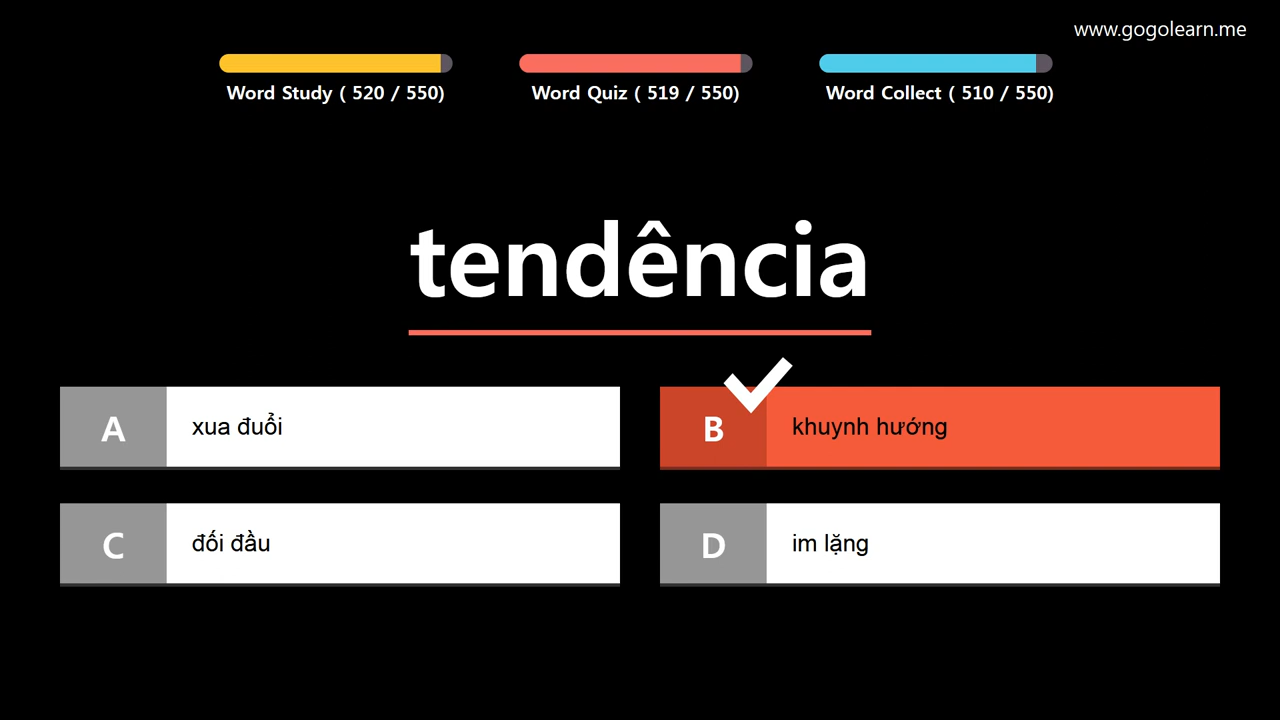 www.gogolearn.me
Word Study ( 520 / 550)
Word Quiz ( 519 / 550)
Word Collect ( 510 / 550)
tendência
A
xua đuổi
B
khuynh hướng
C
đối đầu
D
im lặng